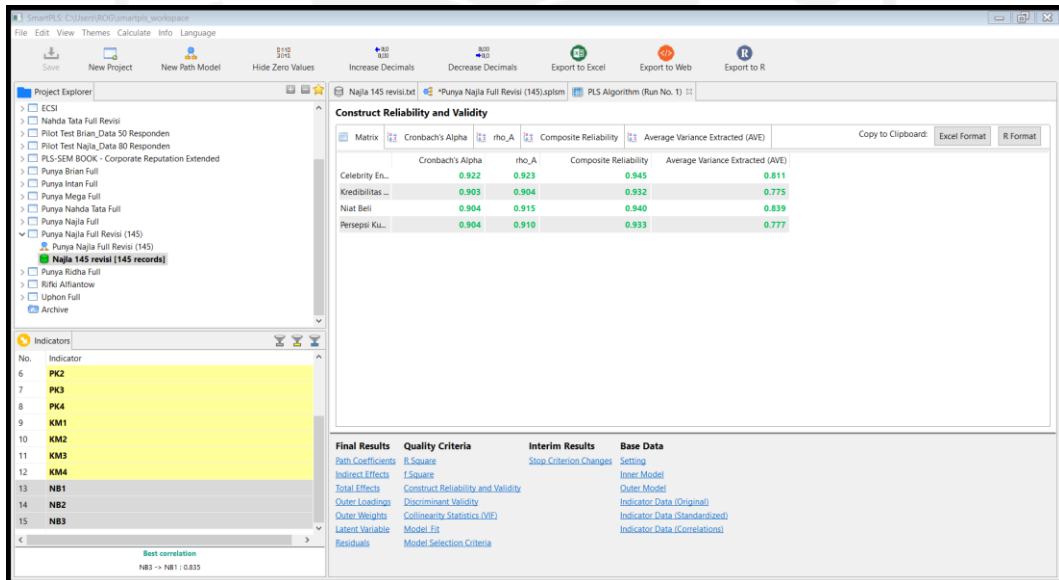 SmartPLS: C:\Users\ROG\smartpls_workspace
File Edit View Themes Calculate Info Language
Save New Project New Path Model Hide Zero Values Increase Decimals Decrease Decimals Export to Excel Export to Web Export to R
Project Explorer
ECSI
Nahda Tata Full Revisi
Pilot Test Brian_Data 50 Responden
Pilot Test Najla_Data 80 Responden
PLS-SEM BOOK - Corporate Reputation Extended
Punya Brian Full
Punya Intan Full
Punya Mega Full
Punya Nahda Tata Full
Punya Najla Full
Punya Najla Full Revisi (145)
Punya Najla Full Revisi (145)
Najla 145 revisi [145 records]
Punya Ridha Full
Rifki Alfiantow
Uphon Full
Archive
Indicators
No. Indicator
6 PK2
7 PK3
8 PK4
9 KM1
10 KM2
11 KM3
12 KM4
13 NB1
14 NB2
15 NB3
Best correlation
NB3 -> NB1 : 0.835
Najla 145 revisi.txt *Punya Najla Full Revisi (145).splsm PLS Algorithm (Run No. 1)
Construct Reliability and Validity
Matrix Cronbach's Alpha rho_A Composite Reliability Average Variance Extracted (AVE) Copy to Clipboard: Excel Format R Format
Cronbach's Alpha rho_A Composite Reliability Average Variance Extracted (AVE)
Celebrity En... 0.922 0.923 0.945 0.811
Kredibilitas ... 0.903 0.904 0.932 0.775
Niat Beli 0.904 0.915 0.940 0.839
Persepsi Ku... 0.904 0.910 0.933 0.777
Final Results Quality Criteria Interim Results Base Data
Path Coefficients R Square Stop Criterion Changes Setting
Indirect Effects f Square Inner Model
Total Effects Construct Reliability and Validity Outer Model
Outer Loadings Discriminant Validity Indicator Data (Original)
Outer Weights Collinearity Statistics (VIF) Indicator Data (Standardized)
Latent Variable Model Fit Indicator Data (Correlations)
Residuals Model Selection Criteria